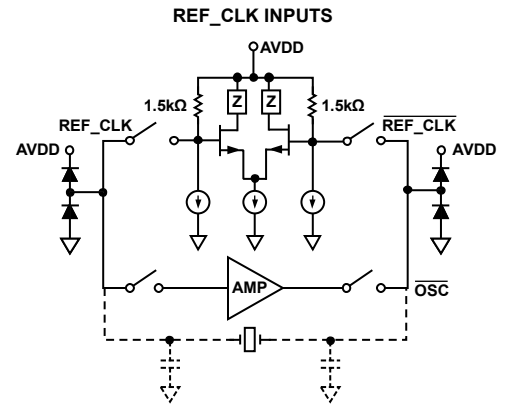 REF_CLK INPUTS
AVDD
Z Z
1.5kΩ 1.5kΩ
REF_CLK REF_CLK
AVDD AVDD
AMP
OSC